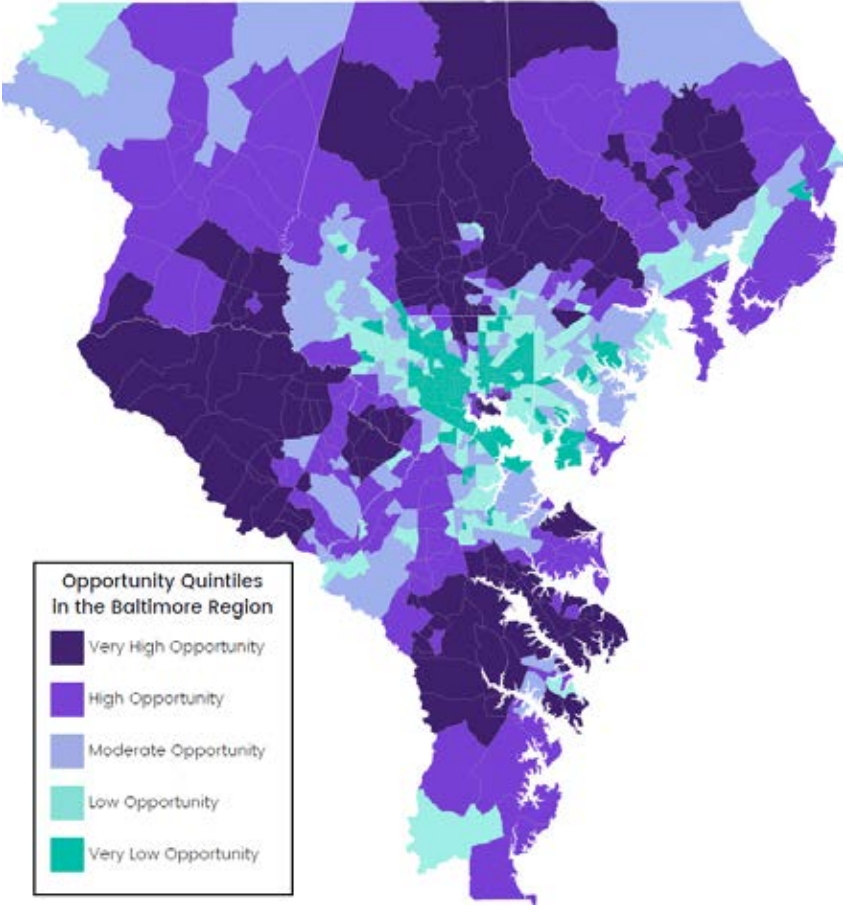 Opportunity Quintiles
in the Baltimore Region
Very High Opportunity
High Opportunity
Moderate Opportunity
Low Opportunity
Very Low Opportunity